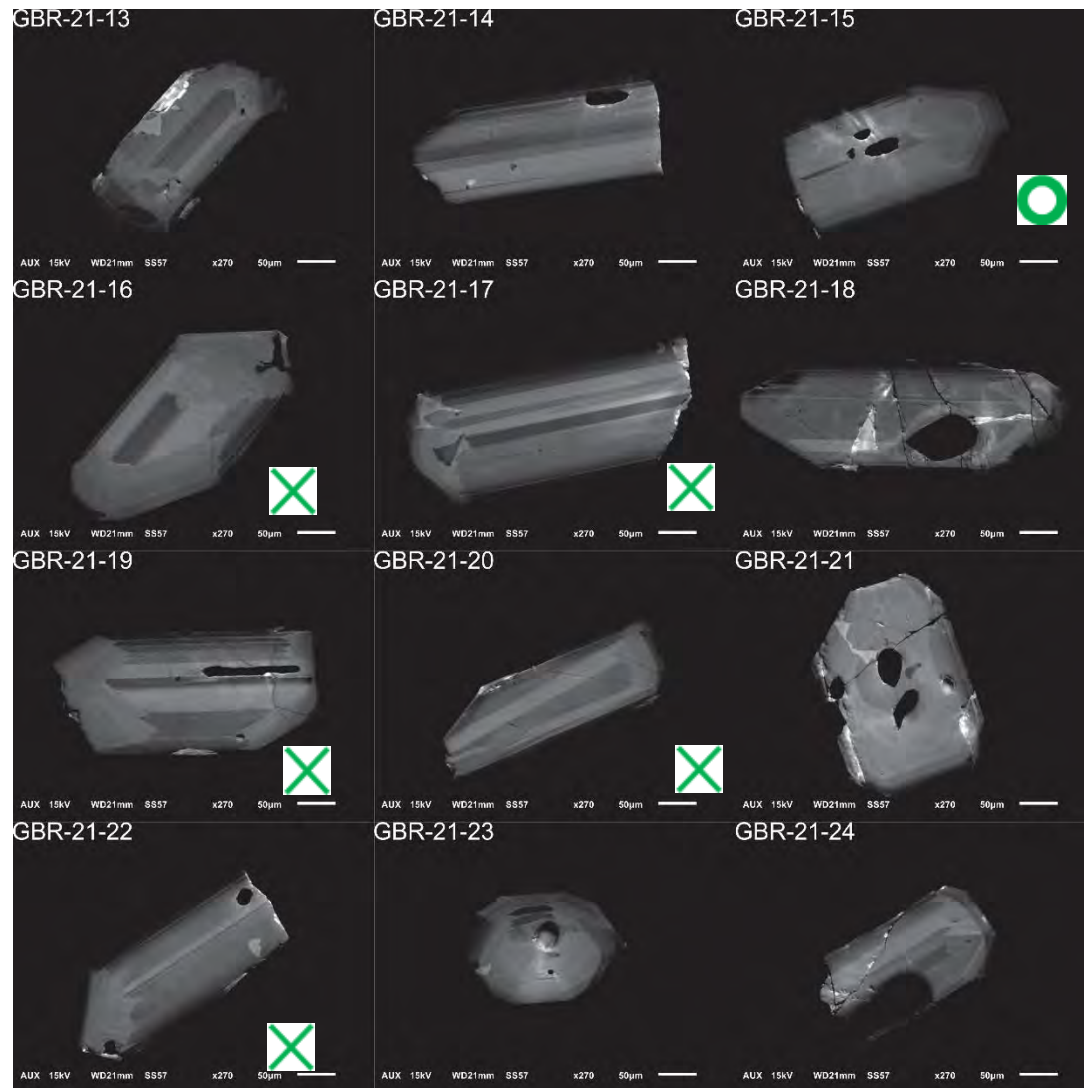 GBR-21-13 GBR-21-14 GBR-21-15
AUX 15kV WD21mm SS57 x270 50µm AUX 15kV WD21mm SS57 x270 50µm AUX 15kV WD21mm SS57 x270 50µm
GBR-21-16 GBR-21-17 GBR-21-18
AUX 15kV WD21mm SS57 x270 50µm AUX 15kV WD21mm SS57 x270 50µm AUX 15kV WD21mm SS57 x270 50µm
GBR-21-19 GBR-21-20 GBR-21-21
AUX 15kV WD21mm SS57 x270 50µm AUX 15kV WD21mm SS57 x270 50µm AUX 15kV WD21mm SS57 x270 50µm
GBR-21-22 GBR-21-23 GBR-21-24
AUX 15kV WD21mm SS57 x270 50µm AUX 15kV WD21mm SS57 x270 50µm AUX 15kV WD21mm SS57 x270 50µm